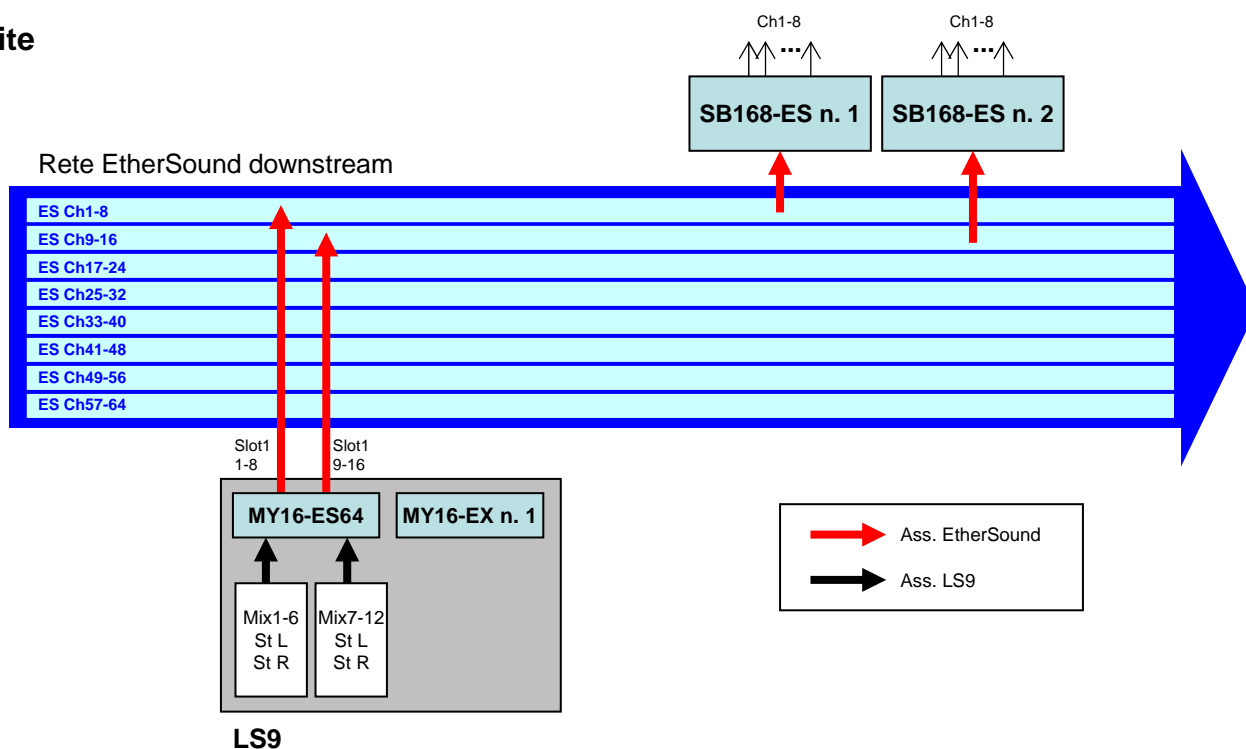 ite
Ch1-8
Ch1-8
...
...
SB168-ES n. 1
SB168-ES n. 2
Rete EtherSound downstream
ES Ch1-8
ES Ch9-16
ES Ch17-24
ES Ch25-32
ES Ch33-40
ES Ch41-48
ES Ch49-56
ES Ch57-64
Slot1
1-8
Slot1
9-16
MY16-ES64
MY16-EX n. 1
Mix1-6
St L
St R
Mix7-12
St L
St R
LS9
Ass. EtherSound
Ass. LS9